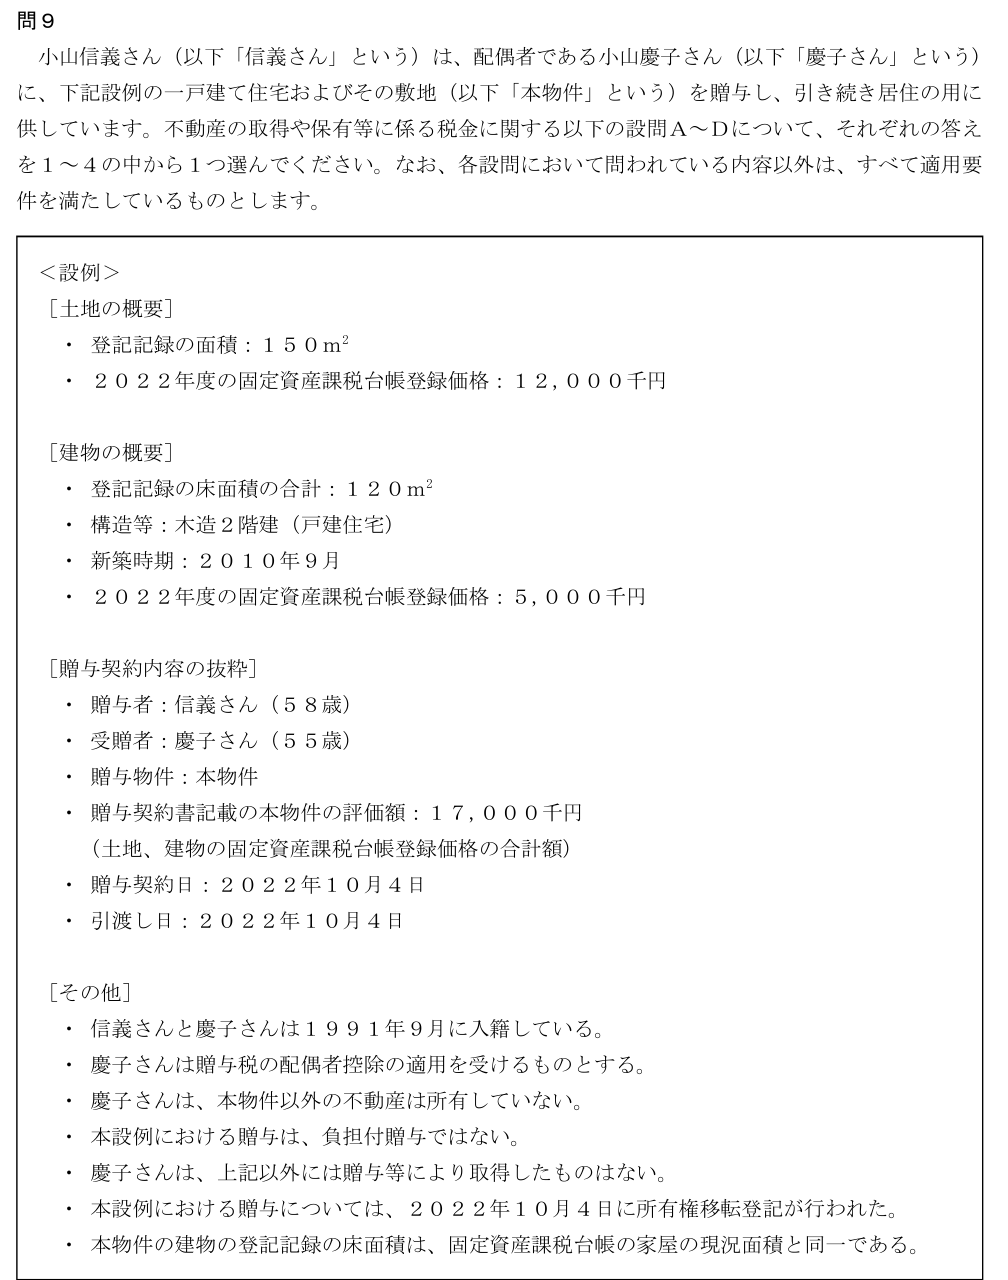 問９
小山信義さん（以下「信義さん」という）は、配偶者である小山慶子さん（以下「慶子さん」という）
に、下記設例の一戸建て住宅およびその敷地（以下「本物件」という）を贈与し、引き続き居住の用に
供しています。不動産の取得や保有等に係る税金に関する以下の設問Ａ～Ｄについて、それぞれの答え
を１～４の中から１つ選んでください。なお、各設問において問われている内容以外は、すべて適用要
件を満たしているものとします。
＜設例＞
［土地の概要］
・ 登記記録の面積：１５０m²
・ ２０２２年度の固定資産課税台帳登録価格：１２,０００千円
［建物の概要］
・ 登記記録の床面積の合計：１２０m²
・ 構造等：木造２階建（戸建住宅）
・ 新築時期：２０１０年９月
・ ２０２２年度の固定資産課税台帳登録価格：５,０００千円
［贈与契約内容の抜粋］
・ 贈与者：信義さん（５８歳）
・ 受贈者：慶子さん（５５歳）
・ 贈与物件：本物件
・ 贈与契約書記載の本物件の評価額：１７,０００千円
（土地、建物の固定資産課税台帳登録価格の合計額）
・ 贈与契約日：２０２２年１０月４日
・ 引渡し日：２０２２年１０月４日
［その他］
・ 信義さんと慶子さんは１９９１年９月に入籍している。
・ 慶子さんは贈与税の配偶者控除の適用を受けるものとする。
・ 慶子さんは、本物件以外の不動産は所有していない。
・ 本設例における贈与は、負担付贈与ではない。
・ 慶子さんは、上記以外には贈与等により取得したものはない。
・ 本設例における贈与については、２０２２年１０月４日に所有権移転登記が行われた。
・ 本物件の建物の登記記録の床面積は、固定資産課税台帳の家屋の現況面積と同一である。